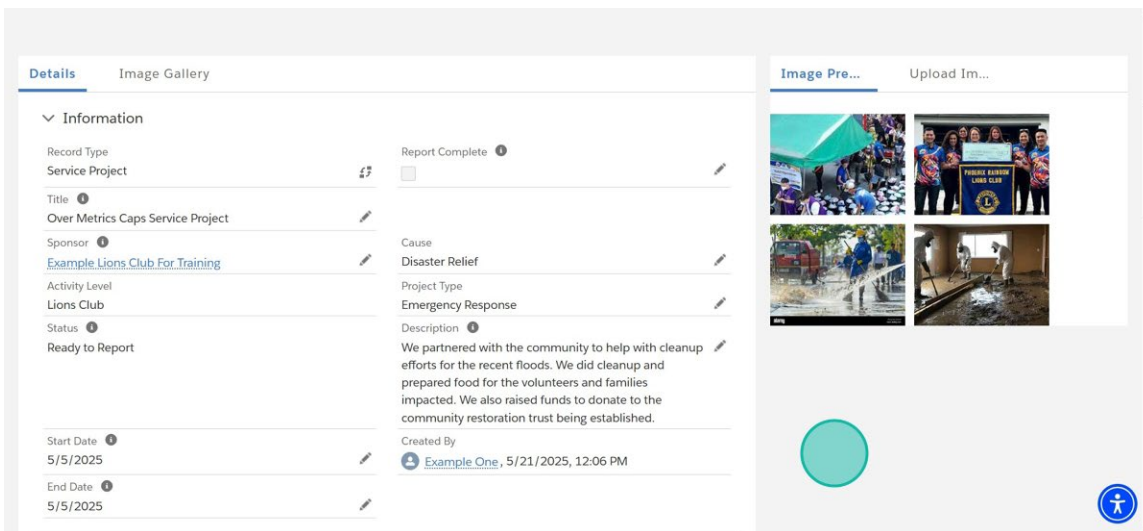 Details
Image Gallery
Image Pre...
Upload Im...
Information
Record Type
Service Project
Report Complete
Title
Over Metrics Caps Service Project
Sponsor
Example Lions Club For Training
Cause
Disaster Relief
Activity Level
Lions Club
Project Type
Emergency Response
Status
Ready to Report
Description
We partnered with the community to help with cleanup
efforts for the recent floods. We did cleanup and
prepared food for the volunteers and families
impacted. We also raised funds to donate to the
community restoration trust being established.
Start Date
5/5/2025
Created By
Example One, 5/21/2025, 12:06 PM
End Date
5/5/2025
PHOENIX RAINBOW
LIONS CLUB
L
alamy